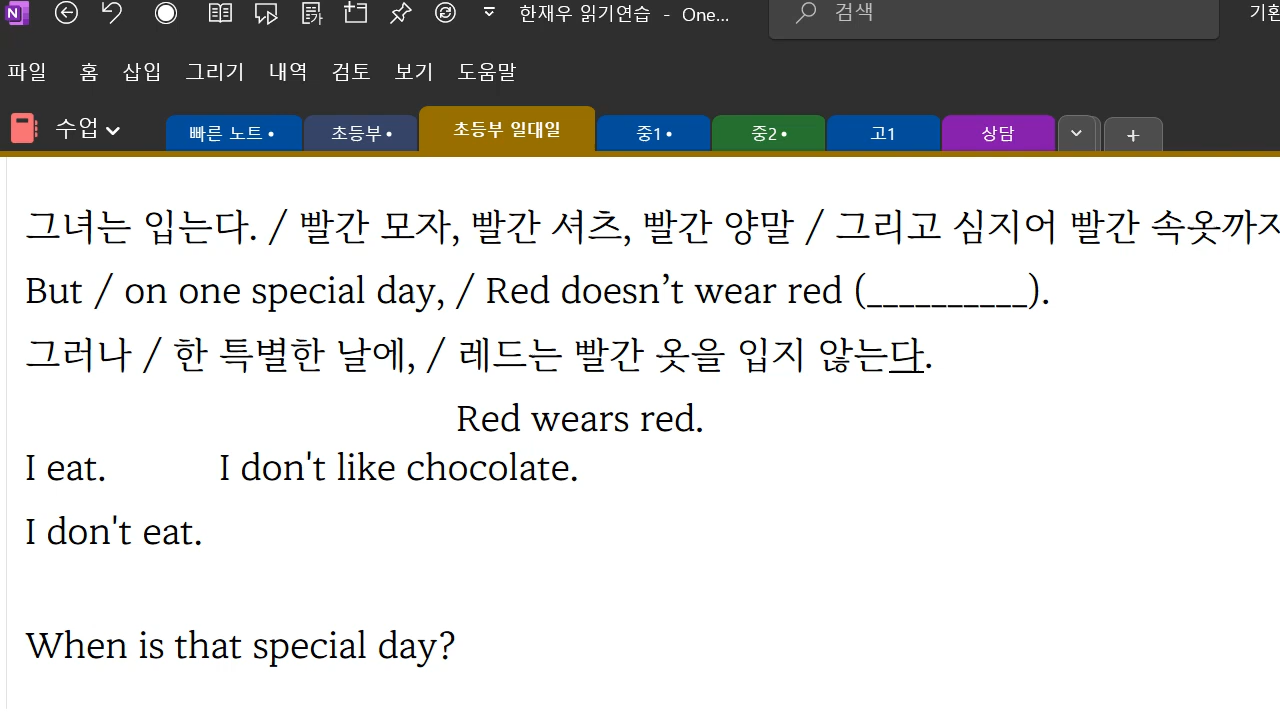 한재우 읽기연습 - One...
검색
기환
파일 홈 삽입 그리기 내역 검토 보기 도움말
수업 빠른 노트 • 초등부 • 초등부 일대일 중1 • 중2 • 고1 상담 +
그녀는 입는다. / 빨간 모자, 빨간 셔츠, 빨간 양말 / 그리고 심지어 빨간 속옷까지
But / on one special day, / Red doesn’t wear red (__________).
그러나 / 한 특별한 날에, / 레드는 빨간 옷을 입지 않는다.
Red wears red.
I eat. I don't like chocolate.
I don't eat.
When is that special day?